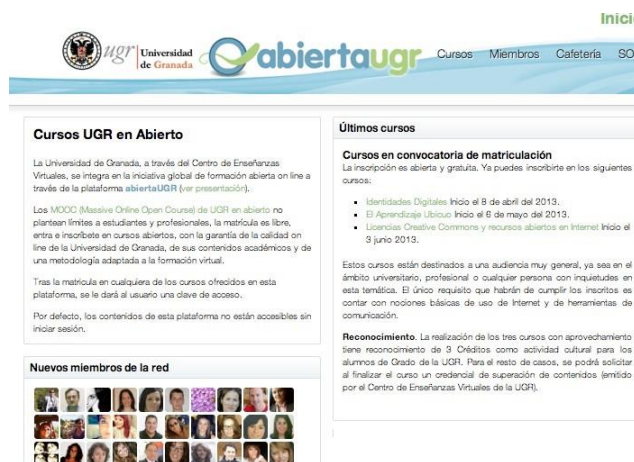 Inicio
ugr Universidad
de Granada
abiertaugr
Cursos Miembros Cafetería SO
Cursos UGR en Abierto
La Universidad de Granada, a través del Centro de Enseñanzas
Virtuales, se integra en la iniciativa global de formación abierta on line a
través de la plataforma abiertaUGR (ver presentación).
Los MOOC (Massive Online Open Course) de UGR en abierto no
plantean límites a estudiantes y profesionales, la matrícula es libre,
entra e inscríbete en cursos abiertos, con la garantía de la calidad on
line de la Universidad de Granada, de sus contenidos académicos y de
una metodología adaptada a la formación virtual.
Tras la matricula en cualquiera de los cursos ofrecidos en esta
plataforma, se le dará al usuario una clave de acceso.
Por defecto, los contenidos de esta plataforma no están accesibles sin
iniciar sesión.
Nuevos miembros de la red
Últimos cursos
Cursos en convocatoria de matriculación
La inscripción es abierta y gratuita. Ya puedes inscribirte en los siguientes
cursos:
Identidades Digitales Inicio el 8 de abril del 2013.
El Aprendizaje Ubicuo Inicio el 6 de mayo del 2013.
Licencias Creative Commons y recursos abiertos en Internet Inicio el
3 junio 2013.
Estos cursos están destinados a una audiencia muy general, ya sea en el
ámbito universitario, profesional o cualquier persona con inquietudes en
esta temática. El único requisito que habrán de cumplir los inscritos es
contar con nociones básicas de uso de Internet y de herramientas de
comunicación.
Reconocimiento. La realización de los tres cursos con aprovechamiento
tiene reconocimiento de 3 Créditos como actividad cultural para los
alumnos de Grado de la UGR. Para el resto de casos, se podrá solicitar
al finalizar el curso un credencial de superación de contenidos (emitido
por el Centro de Enseñanzas Virtuales de la UGR).